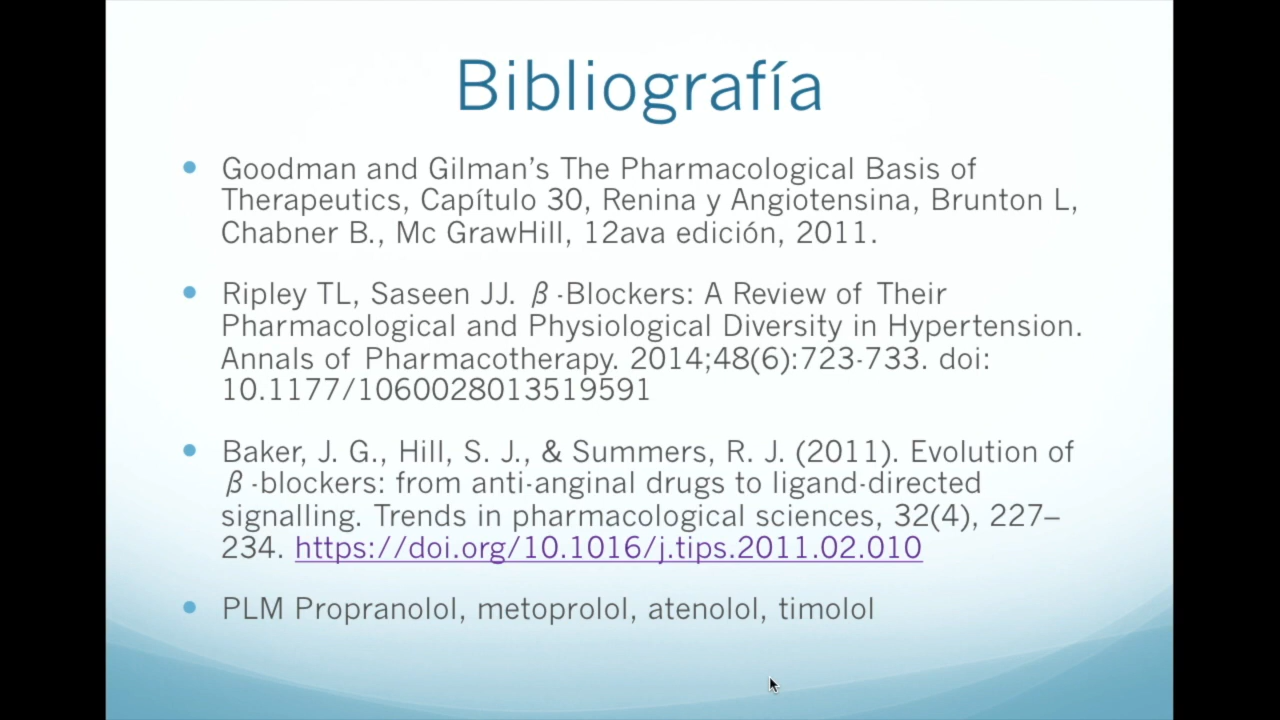 Bibliografía
• Goodman and Gilman’s The Pharmacological Basis of
Therapeutics, Capítulo 30, Renina y Angiotensina, Brunton L,
Chabner B., Mc GrawHill, 12ava edición, 2011.
• Ripley TL, Saseen JJ. β-Blockers: A Review of Their
Pharmacological and Physiological Diversity in Hypertension.
Annals of Pharmacotherapy. 2014;48(6):723-733. doi:
10.1177/1060028013519591
• Baker, J. G., Hill, S. J., & Summers, R. J. (2011). Evolution of
β-blockers: from anti-anginal drugs to ligand-directed
signalling. Trends in pharmacological sciences, 32(4), 227–
234. https://doi.org/10.1016/j.tips.2011.02.010
• PLM Propranolol, metoprolol, atenolol, timolol